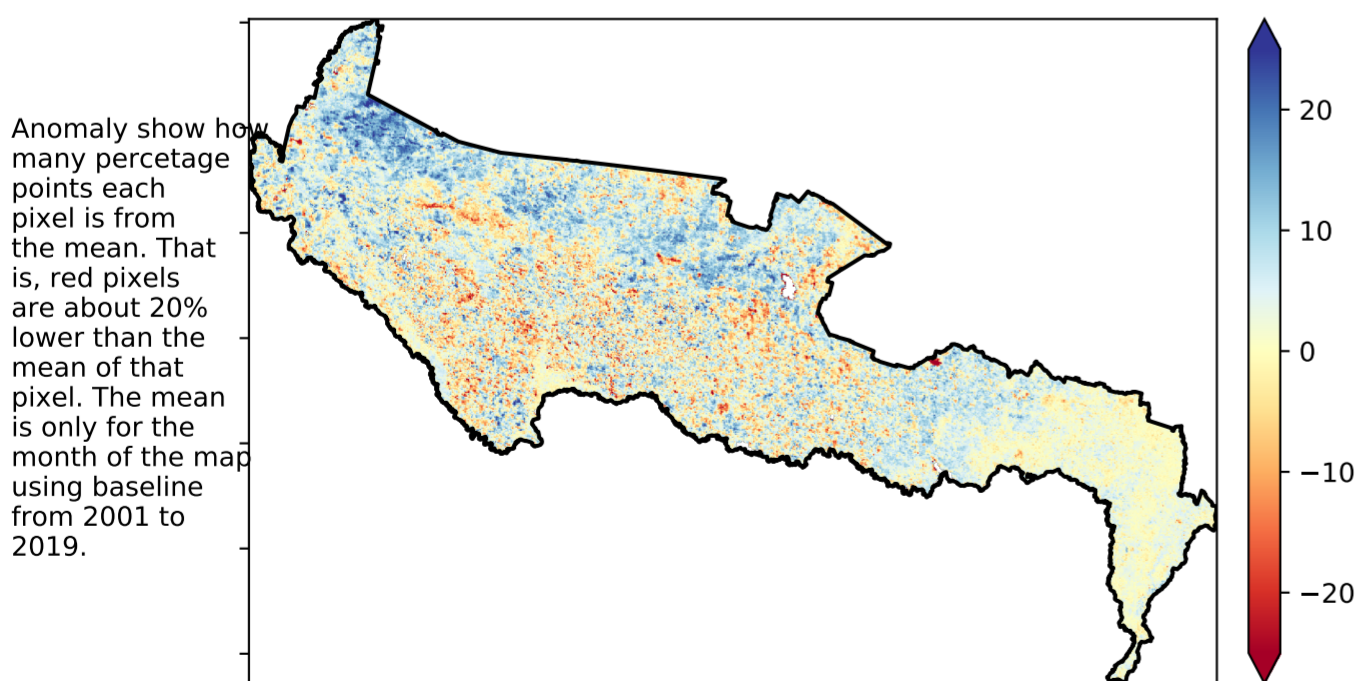 Anomaly show how
many percetage
points each
pixel is from
the mean. That
is, red pixels
are about 20%
lower than the
mean of that
pixel. The mean
is only for the
month of the map
using baseline
from 2001 to
2019.
20
10
0
−10
−20